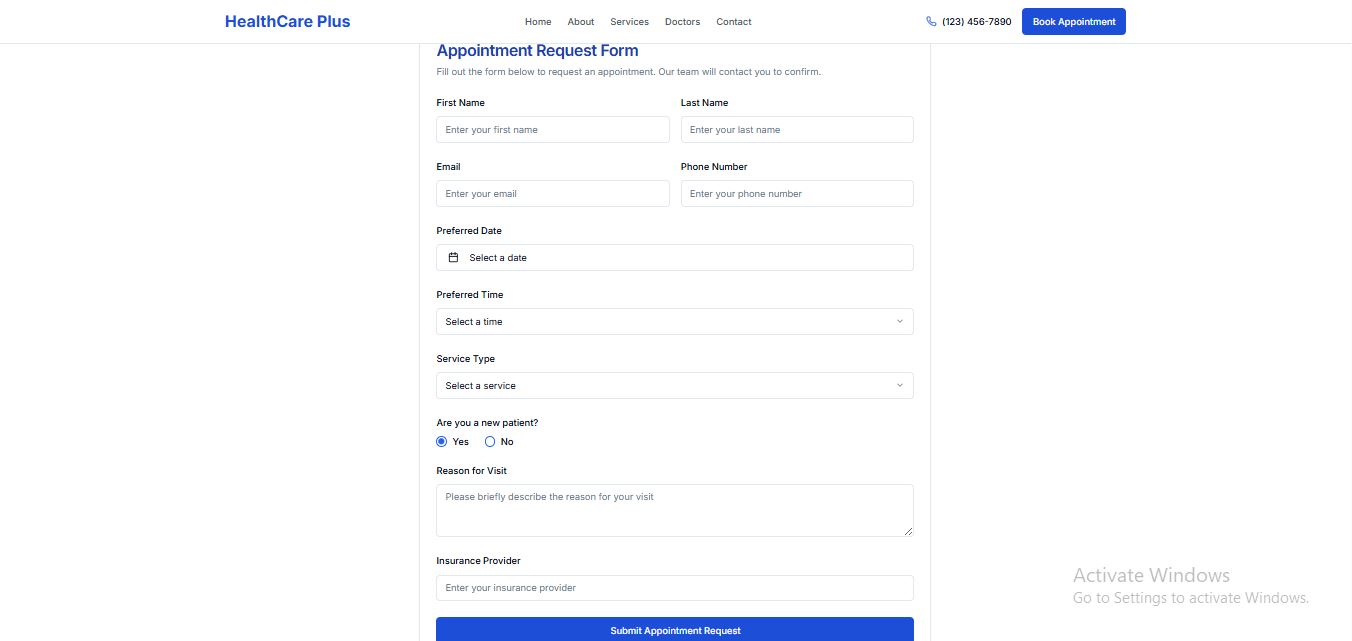 HealthCare Plus
Home About Services Doctors Contact
(123) 456-7890
Book Appointment
Appointment Request Form
Fill out the form below to request an appointment. Our team will contact you to confirm.
First Name Last Name
Enter your first name Enter your last name
Email Phone Number
Enter your email Enter your phone number
Preferred Date
Select a date
Preferred Time
Select a time
Service Type
Select a service
Are you a new patient?
Yes No
Reason for Visit
Please briefly describe the reason for your visit
Insurance Provider
Enter your insurance provider
Submit Appointment Request
Activate Windows
Go to Settings to activate Windows.